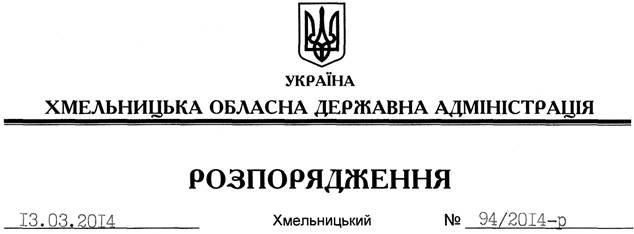 УКРАЇНА
ХМЕЛЬНИЦЬКА ОБЛАСНА ДЕРЖАВНА АДМІНІСТРАЦІЯ
РОЗПОРЯДЖЕННЯ
13.03.2014 Хмельницький № 94/2014-р